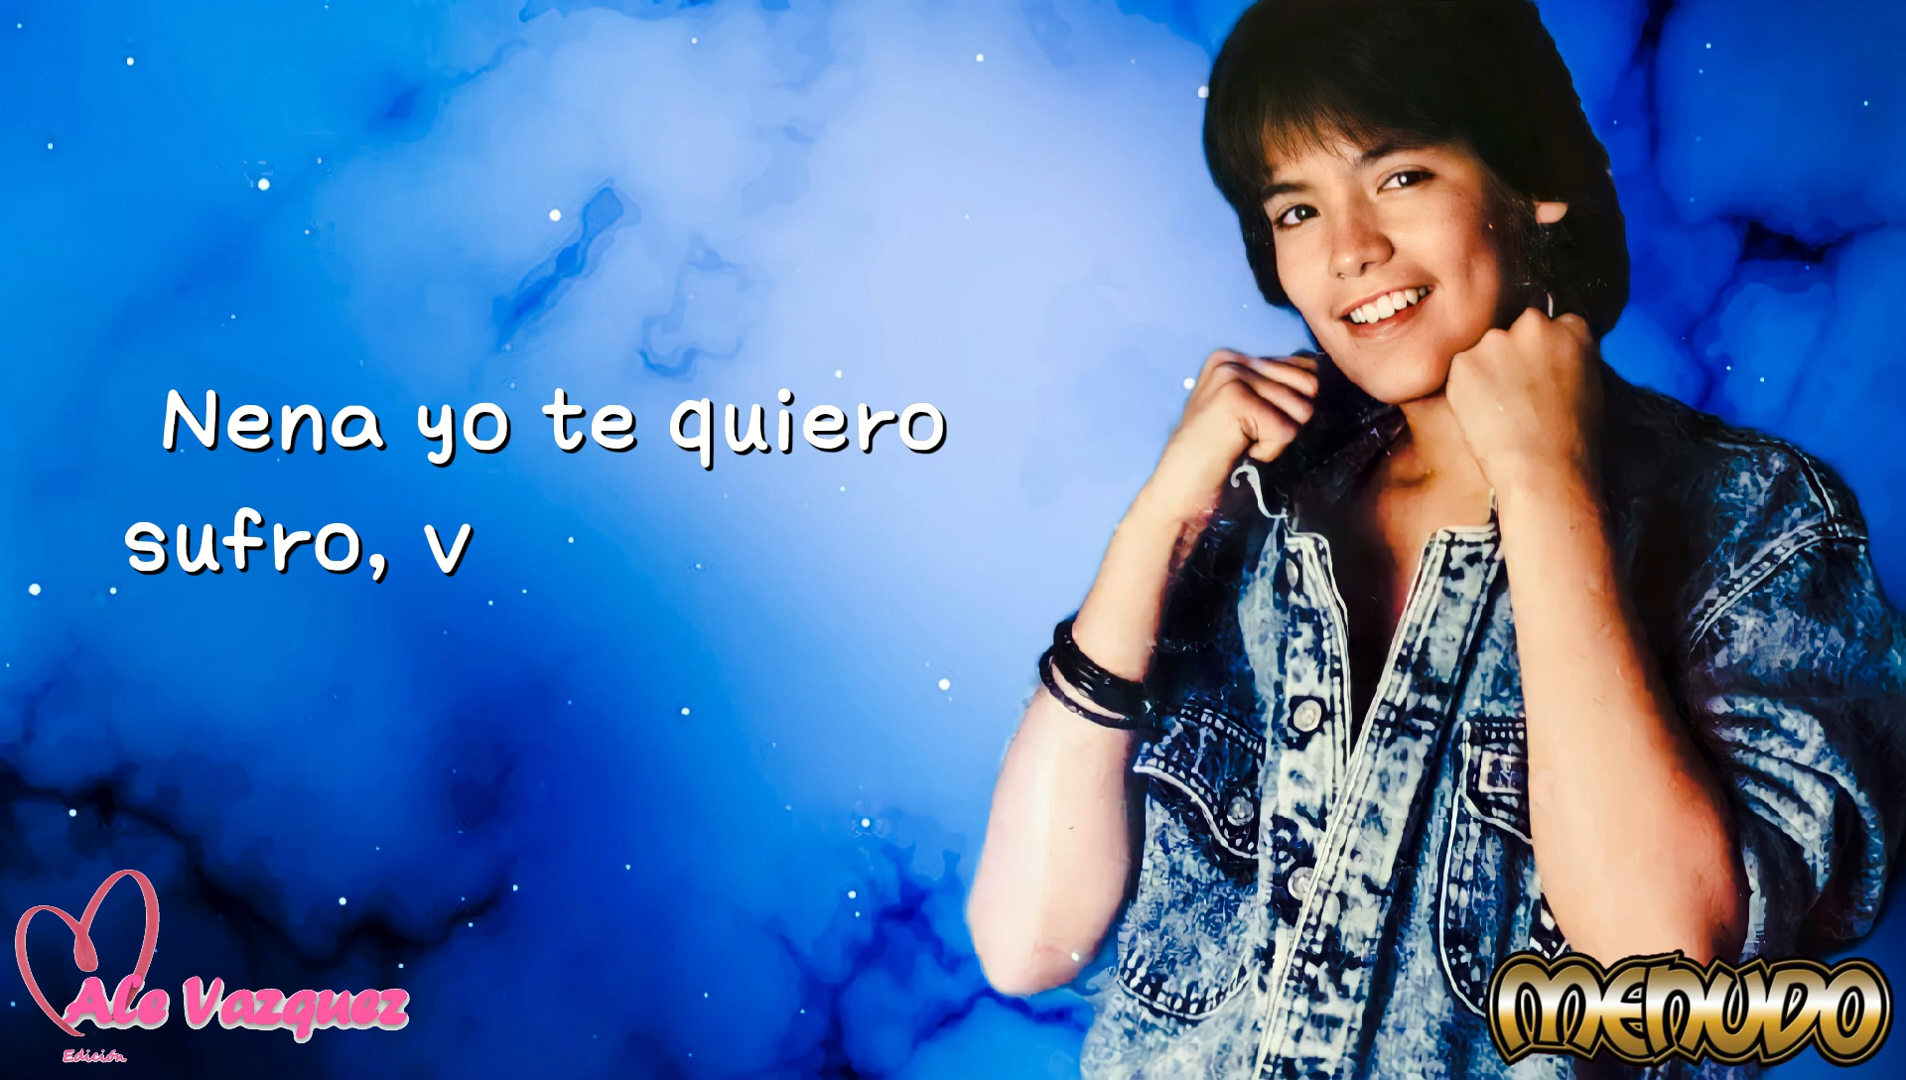 Nena yo te quiero
sufro, v
Ale Vazquez
Edición
MENUDO